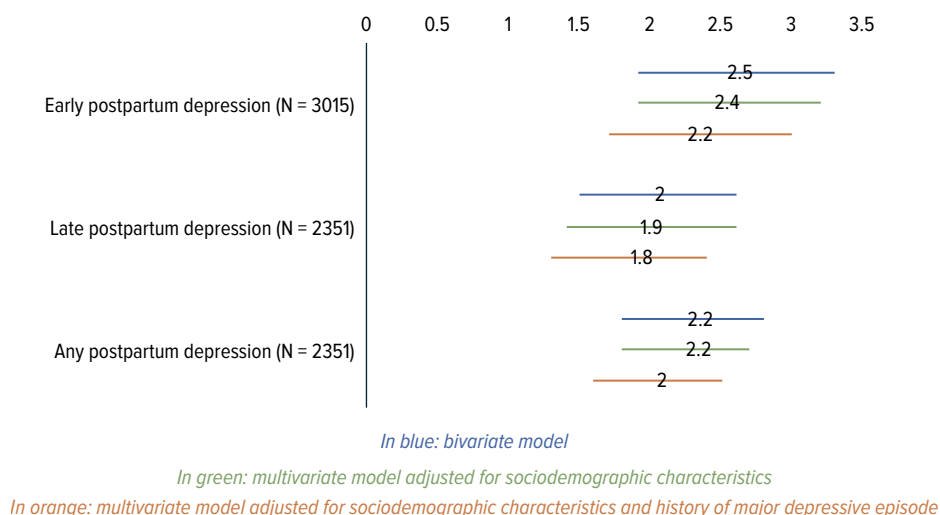 0 0.5 1 1.5 2 2.5 3 3.5
2.5
Early postpartum depression (N = 3015) 2.4
2.2
2
Late postpartum depression (N = 2351) 1.9
1.8
2.2
Any postpartum depression (N = 2351) 2.2
2
In blue: bivariate model
In green: multivariate model adjusted for sociodemographic characteristics
In orange: multivariate model adjusted for sociodemographic characteristics and history of major depressive episode